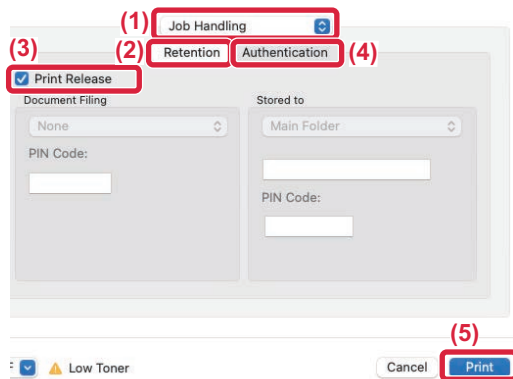 (1) Job Handling
(3) (2) Retention Authentication (4)
Print Release
Document Filing Stored to
None Main Folder
PIN Code:
PIN Code:
(5)
F Low Toner Cancel Print